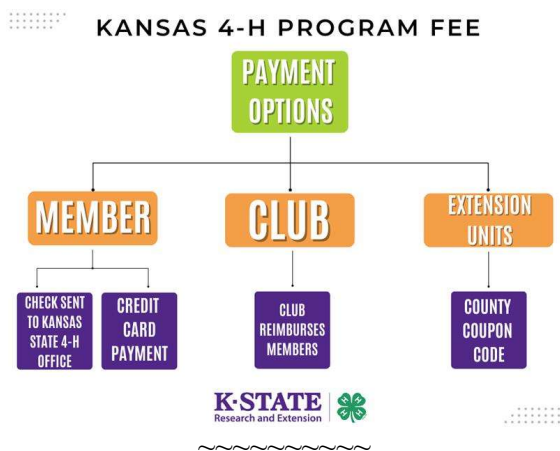 KANSAS 4-H PROGRAM FEE
PAYMENT
OPTIONS
MEMBER
CLUB
EXTENSION
UNITS
CHECK SENT
TO KANSAS
STATE 4-H
OFFICE
CREDIT
CARD
PAYMENT
CLUB
REIMBURSES
MEMBERS
COUNTY
COUPON
CODE
K-STATE
Research and Extension
H H H H
~~~~~~~~~~